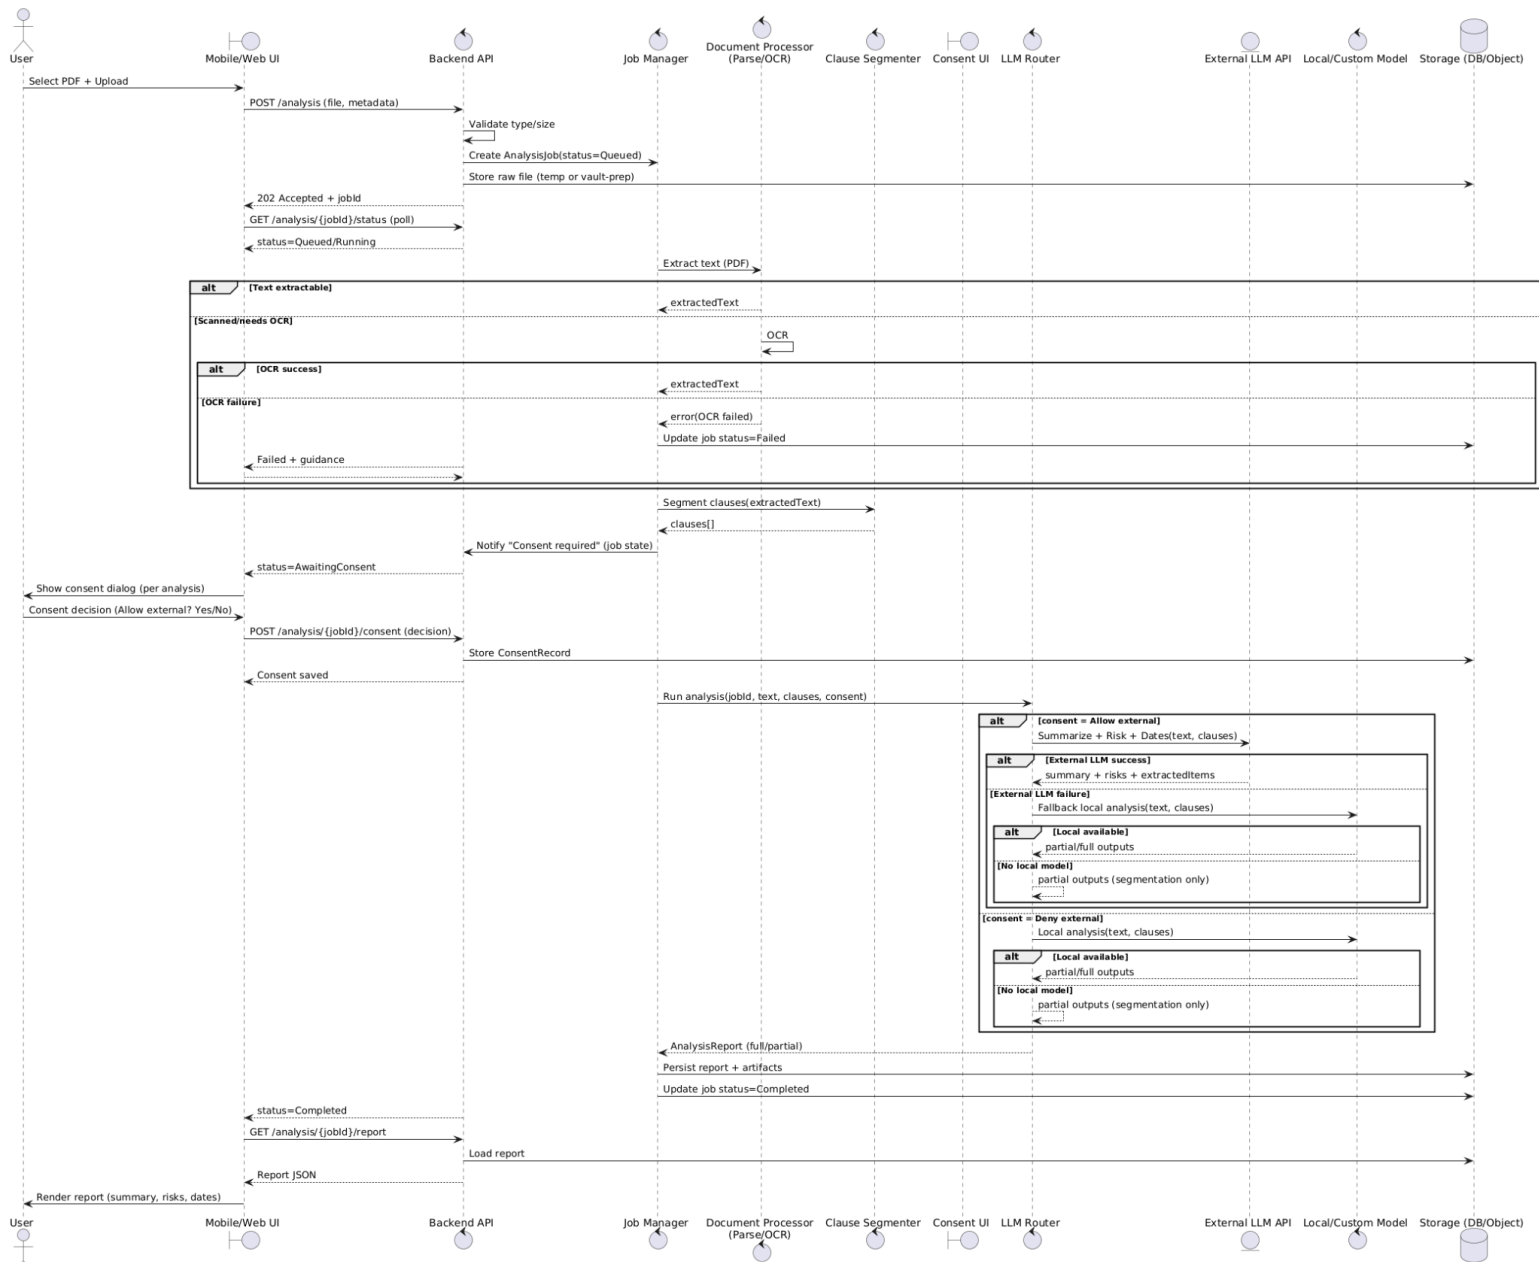 User
Mobile/Web UI
Backend API
Job Manager
Document Processor
(Parse/OCR)
Clause Segmenter
Consent UI
LLM Router
External LLM API
Local/Custom Model
Storage (DB/Object)
Select PDF + Upload
POST /analysis (file, metadata)
Validate type/size
Create AnalysisJob(status=Queued)
Store raw file (temp or vault-prep)
202 Accepted + jobId
GET /analysis/{jobId}/status (poll)
status=Queued/Running
Extract text (PDF)
alt [Text extractable]
extractedText
[Scanned/needs OCR]
OCR
alt [OCR success]
extractedText
[OCR failure]
error(OCR failed)
Update job status=Failed
Failed + guidance
Segment clauses(extractedText)
clauses[]
Notify "Consent required" (job state)
status=AwaitingConsent
Show consent dialog (per analysis)
Consent decision (Allow external? Yes/No)
POST /analysis/{jobId}/consent (decision)
Store ConsentRecord
Consent saved
Run analysis(jobId, text, clauses, consent)
alt [consent = Allow external]
Summarize + Risk + Dates(text, clauses)
alt [External LLM success]
summary + risks + extractedItems
[External LLM failure]
Fallback local analysis(text, clauses)
alt [Local available]
partial/full outputs
[No local model]
partial outputs (segmentation only)
[consent = Deny external]
Local analysis(text, clauses)
alt [Local available]
partial/full outputs
[No local model]
partial outputs (segmentation only)
AnalysisReport (full/partial)
Persist report + artifacts
Update job status=Completed
status=Completed
GET /analysis/{jobId}/report
Load report
Report JSON
Render report (summary, risks, dates)
User
Mobile/Web UI
Backend API
Job Manager
Document Processor
(Parse/OCR)
Clause Segmenter
Consent UI
LLM Router
External LLM API
Local/Custom Model
Storage (DB/Object)